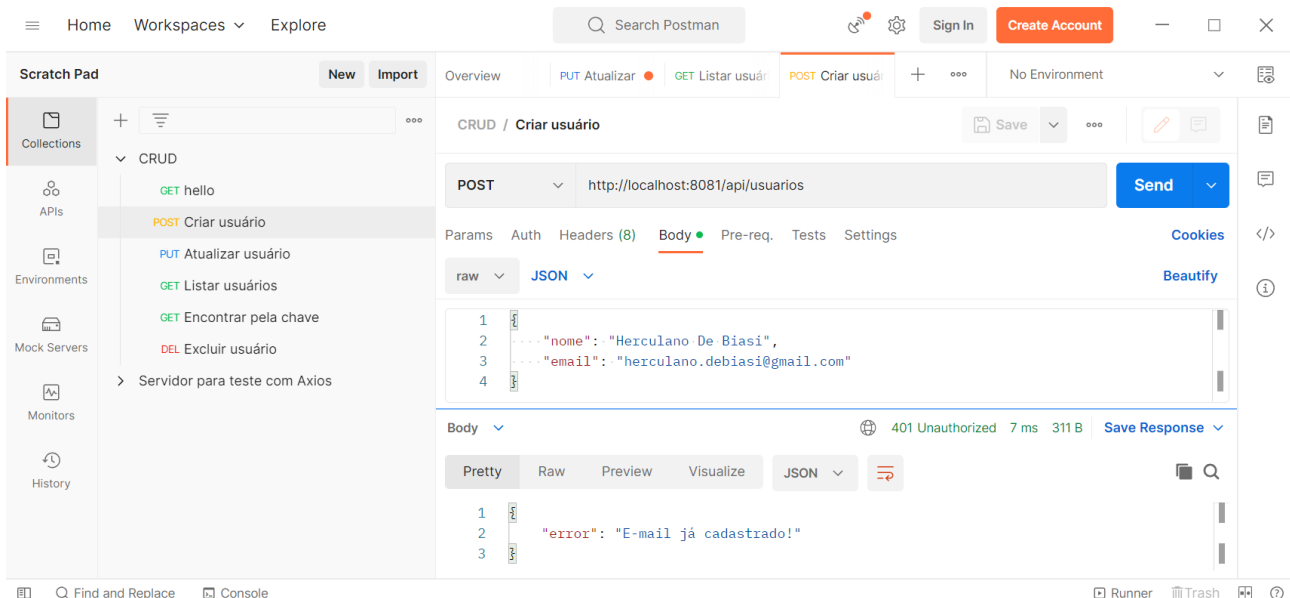 Home Workspaces Explore Search Postman Sign In Create Account
Scratch Pad New Import
Overview PUT Atualizar GET Listar usuár POST Criar usuár No Environment
Collections
APIs
Environments
Mock Servers
Monitors
History
CRUD
GET hello
POST Criar usuário
PUT Atualizar usuário
GET Listar usuários
GET Encontrar pela chave
DEL Excluir usuário
Servidor para teste com Axios
CRUD / Criar usuário Save
POST http://localhost:8081/api/usuarios Send
Params Auth Headers (8) Body Pre-req. Tests Settings Cookies
raw JSON Beautify
1 {
2 "nome": "Herculano De Biasi",
3 "email": "herculano.debiasi@gmail.com"
4 }
Body 401 Unauthorized 7 ms 311 B Save Response
Pretty Raw Preview Visualize JSON
1 {
2 "error": "E-mail já cadastrado!"
3 }
Find and Replace Console Runner Trash